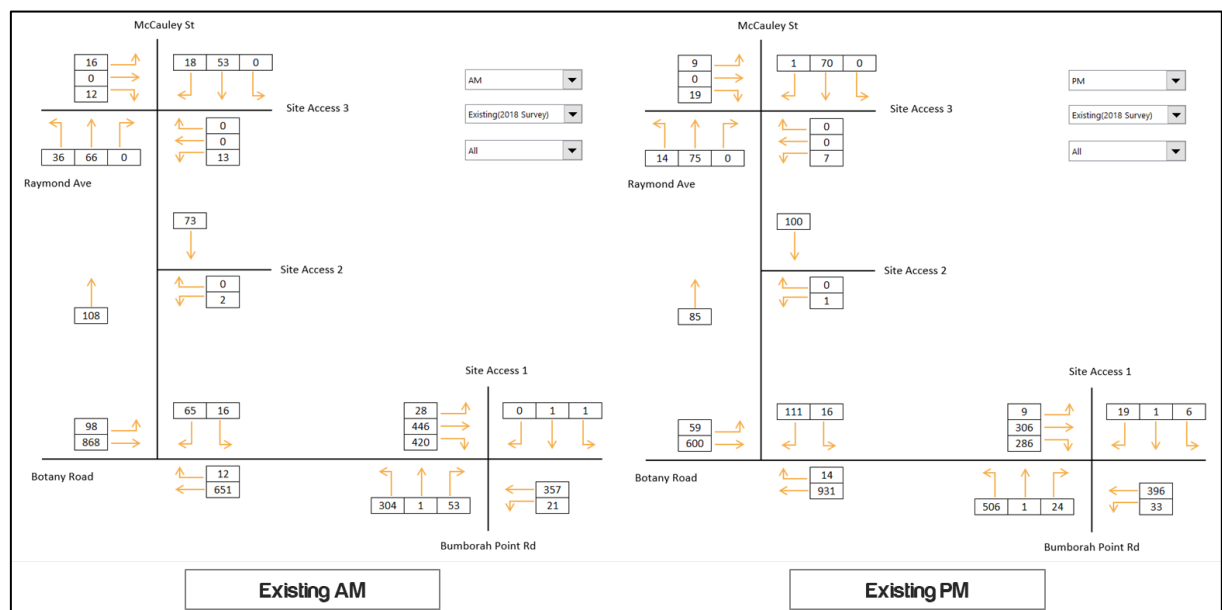 McCauley St
16
0
12
18 53 0
AM
Site Access 3
Existing(2018 Survey)
0
0
13
36 66 0
All
Raymond Ave
73
Site Access 2
0
2
108
Site Access 1
98
868
65 16
28
446
420
0 1 1
Botany Road
12
651
304 1 53
357
21
Bumborah Point Rd
Existing AM
McCauley St
9
0
19
1 70 0
PM
Site Access 3
Existing(2018 Survey)
0
0
7
14 75 0
All
Raymond Ave
100
Site Access 2
0
1
85
Site Access 1
59
600
111 16
9
306
286
19 1 6
Botany Road
14
931
506 1 24
396
33
Bumborah Point Rd
Existing PM